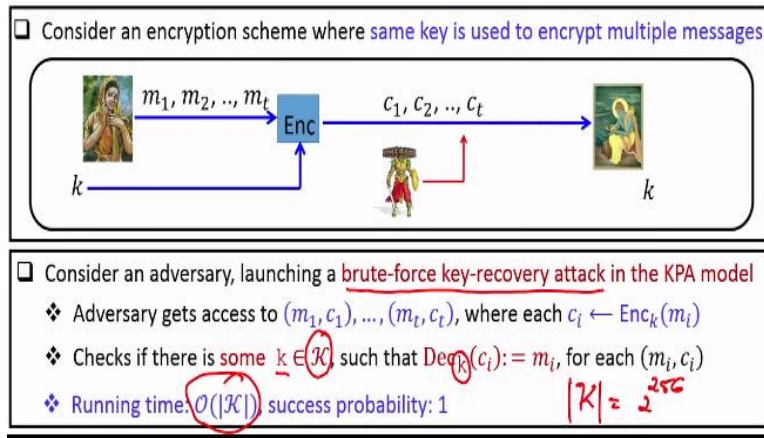 ❑ Consider an encryption scheme where same key is used to encrypt multiple messages
m₁, m₂, .., mₜ
Enc
c₁, c₂, .., cₜ
k
k
❑ Consider an adversary, launching a brute-force key-recovery attack in the KPA model
❖ Adversary gets access to (m₁, c₁), ..., (mₜ, cₜ), where each cᵢ ← Encₖ(mᵢ)
❖ Checks if there is some k ∈ 𝒦, such that Decₖ(cᵢ) := mᵢ, for each (mᵢ, cᵢ)
❖ Running time: 𝒪(|𝒦|), success probability: 1
|𝒦| = 2²⁵⁶